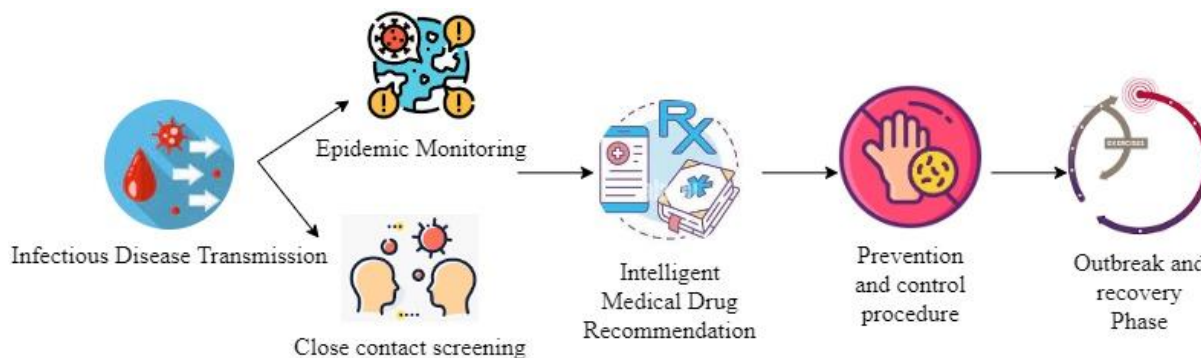 Infectious Disease Transmission
Epidemic Monitoring
Close contact screening
Rx
Intelligent
Medical Drug
Recommendation
Prevention
and control
procedure
EXERCISES
Outbreak and
recovery
Phase